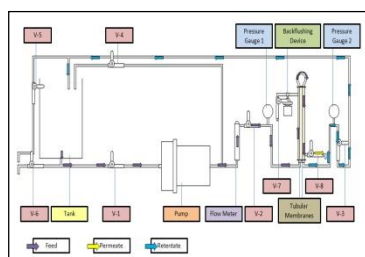 V-5
V-4
Pressure
Gauge 1
Backflushing
Device
Pressure
Gauge 2
V-7
V-8
V-6
Tank
V-1
Pump
Flow Meter
V-2
Tubuler
Membranes
V-3
Feed
Permeate
Retentate